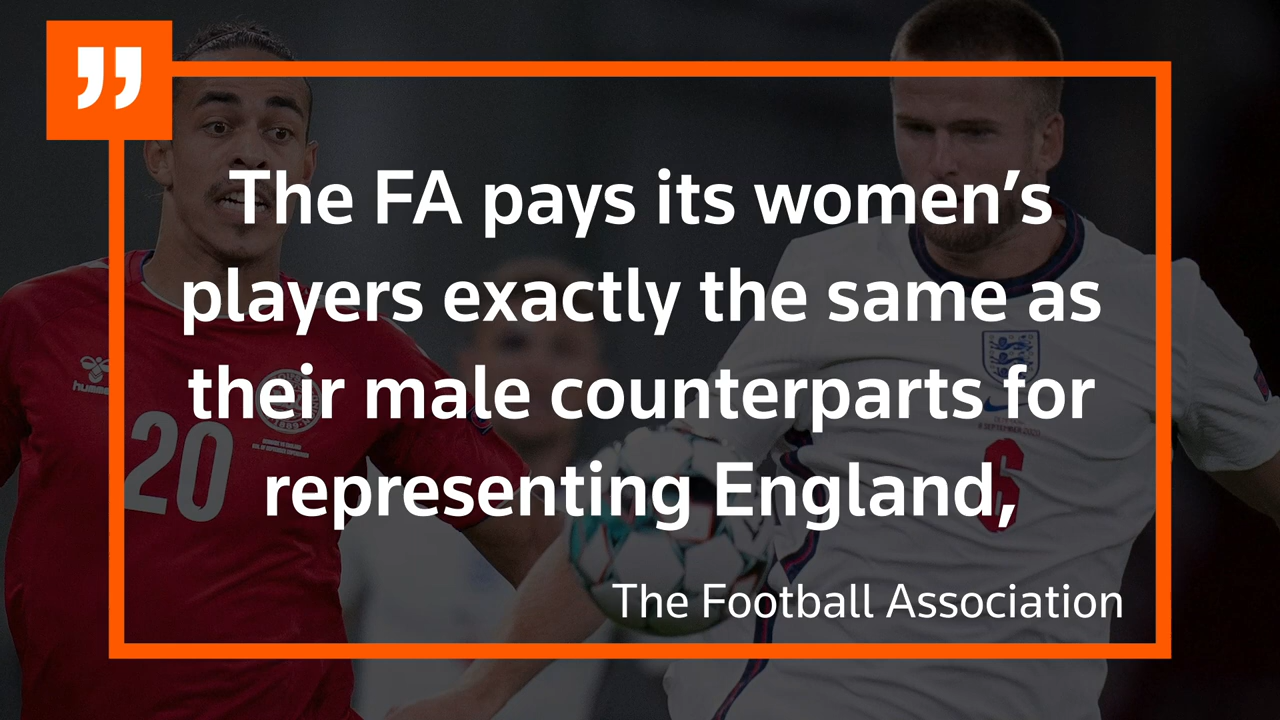 ”
The FA pays its women’s
players exactly the same as
their male counterparts for
representing England,
The Football Association
20
6